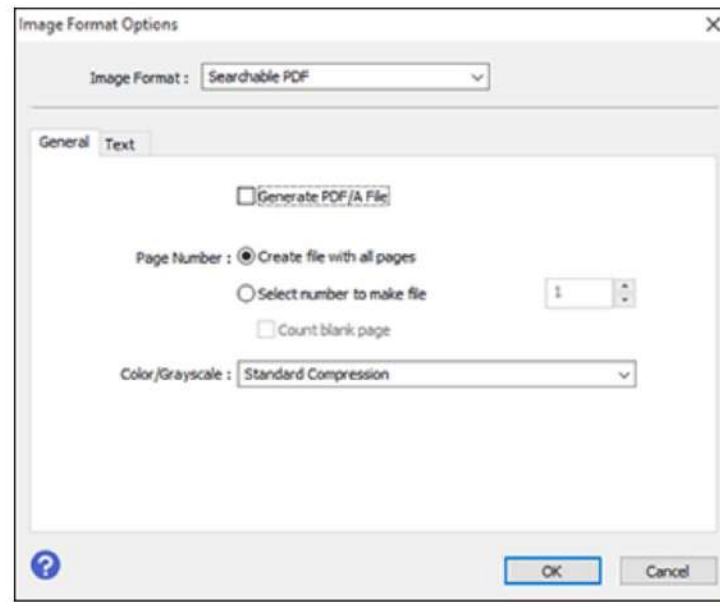 Image Format Options
Image Format : Searchable PDF
General Text
Generate PDF/A File
Page Number : Create file with all pages
Select number to make file 1
Count blank page
Color/Grayscale : Standard Compression
? OK Cancel